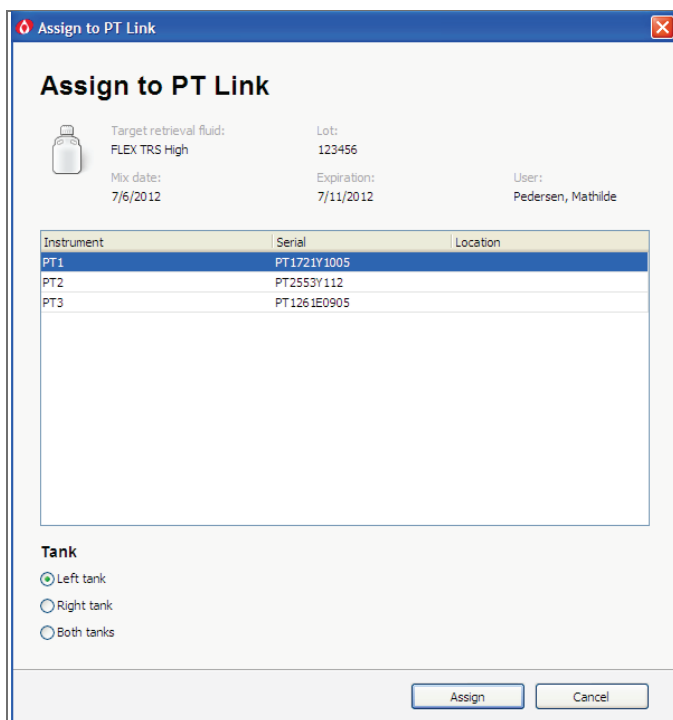 Assign to PT Link
Assign to PT Link
Target retrieval fluid: Lot:
FLEX TRS High 123456
Mix date: Expiration: User:
7/6/2012 7/11/2012 Pedersen, Mathilde
Instrument Serial Location
PT1 PT1721Y1005
PT2 PT2553Y112
PT3 PT1261E0905
Tank
Left tank
Right tank
Both tanks
Assign Cancel